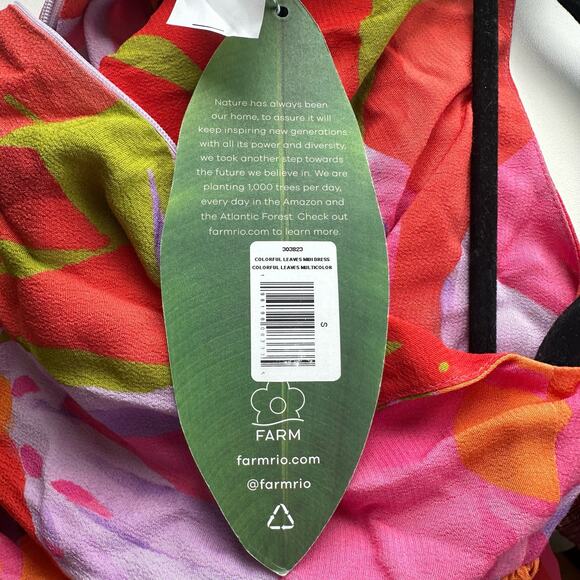 Nature has always been
our home, to assure it will
keep inspiring new generations
with all its power and diversity,
we took another step towards
the future we believe in. We are
planting 1,000 trees per day,
every day in the Amazon and
the Atlantic Forest. Check out
farmrio.com to learn more.
303823
COLORFUL LEAVES MIDI DRESS
COLORFUL LEAVES MULTICOLOR
S
FARM
farmrio.com
@farmrio